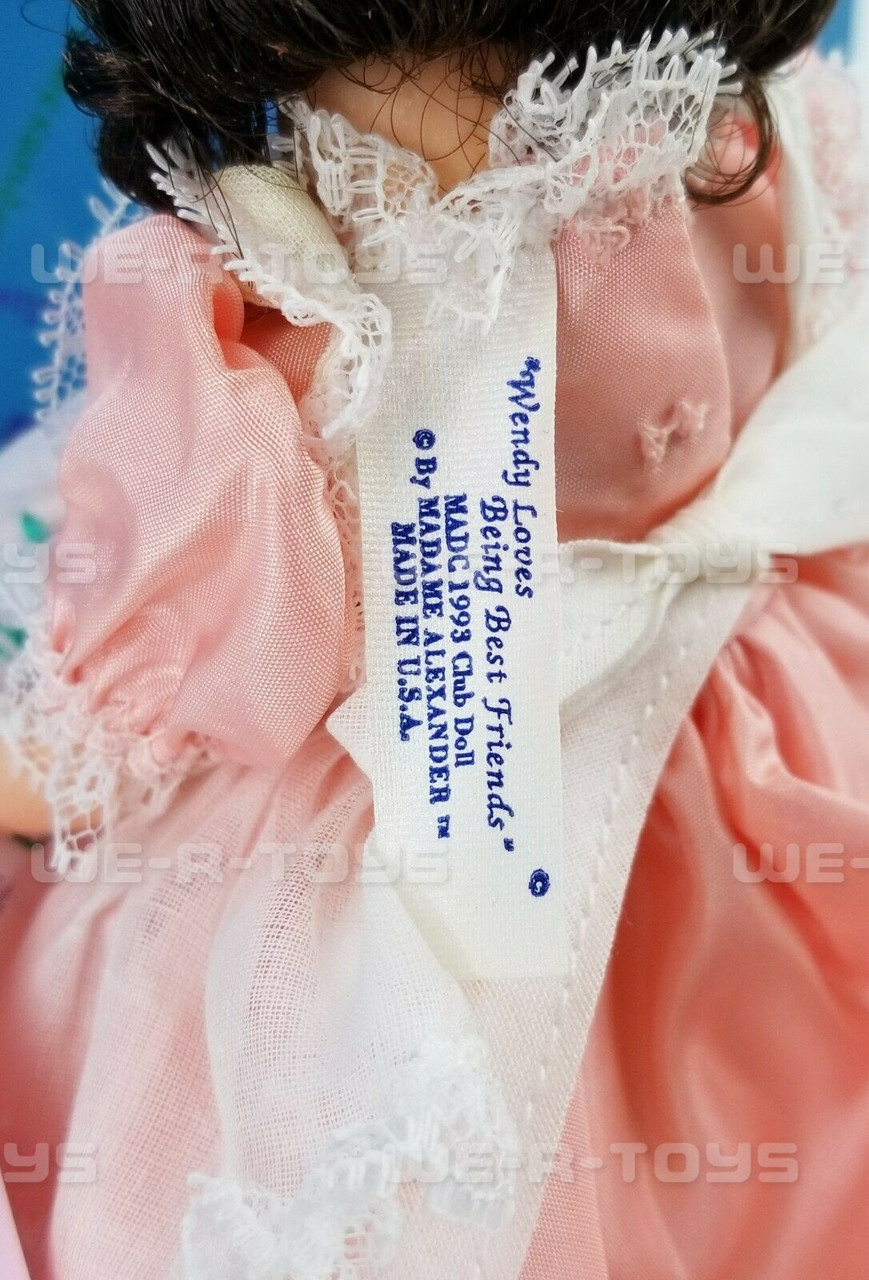 "Wendy Loves
Being Best Friends" ©
MADC 1993 Club Doll
© By MADAME ALEXANDER ™
MADE IN U.S.A.
WE-R-TOYS
WE-
YS
WE-R-TOYS
WE-R-TOYS
WE-
YS
WE-R-TOYS